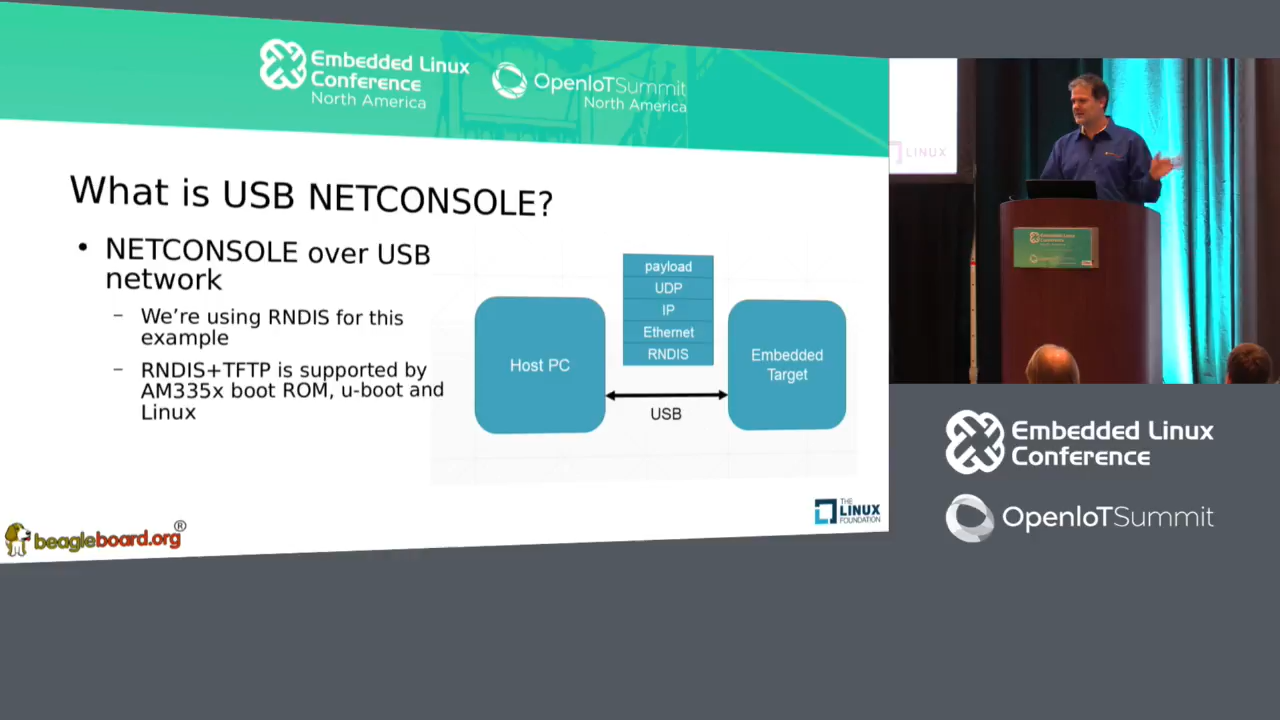 Embedded Linux
Conference
North America
OpenIoTSummit
North America
What is USB NETCONSOLE?
• NETCONSOLE over USB
network
– We're using RNDIS for this
example
– RNDIS+TFTP is supported by
AM335x boot ROM, u-boot and
Linux
payload
UDP
IP
Ethernet
RNDIS
Host PC
Embedded
Target
USB
beagleboard.org®
THE
LINUX
FOUNDATION
LINUX
Embedded Linux
Conference
OpenIoTSummit